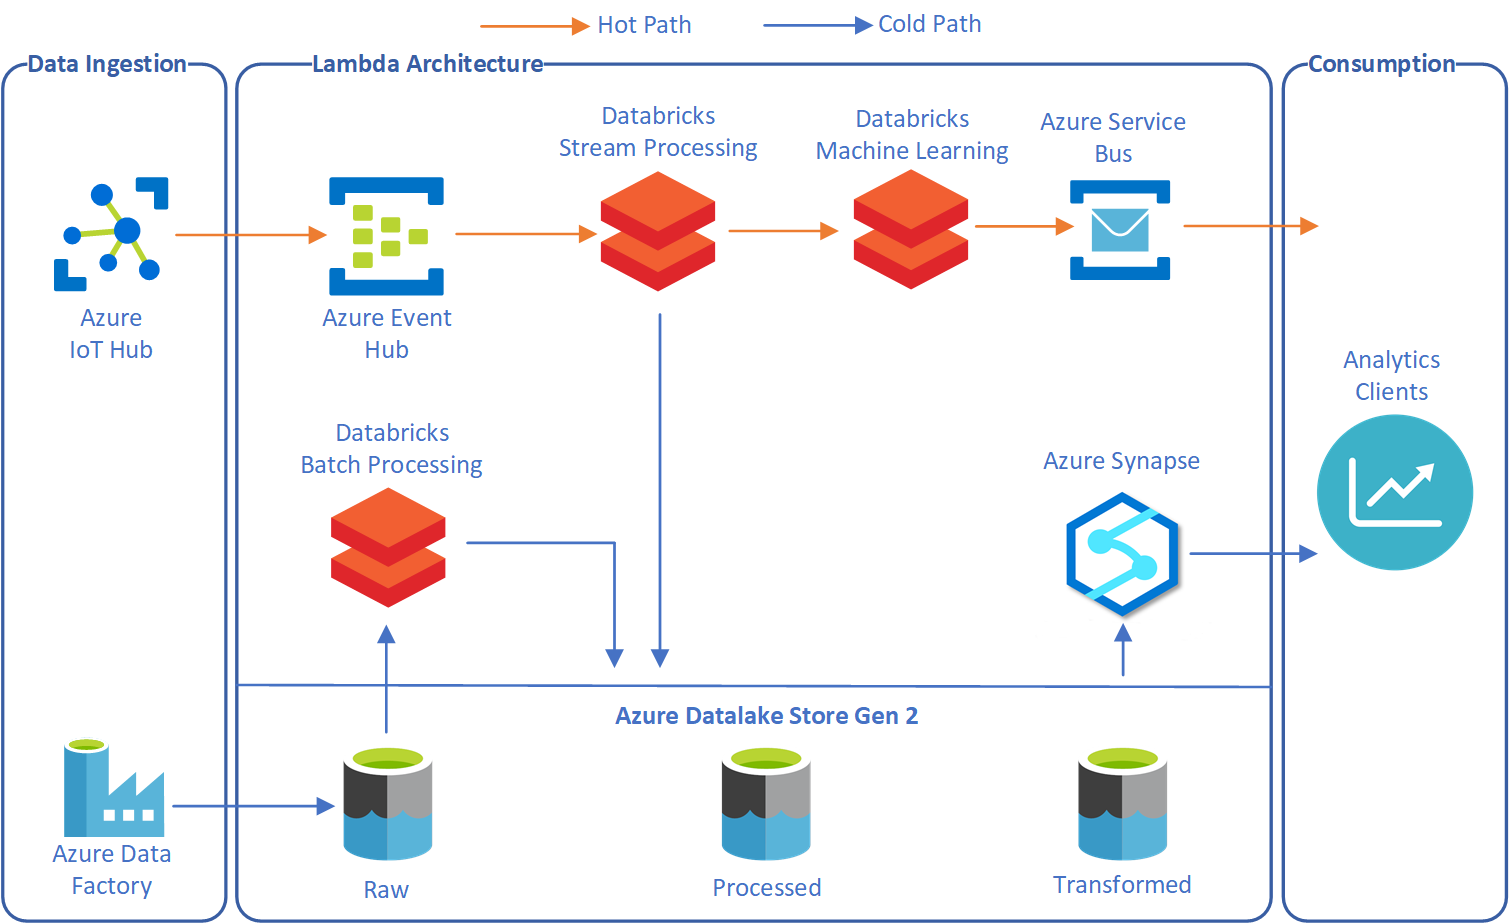 Hot Path
Cold Path
Data Ingestion
Lambda Architecture
Consumption
Databricks
Stream Processing
Databricks
Machine Learning
Azure Service
Bus
Azure
IoT Hub
Azure Event
Hub
Analytics
Clients
Databricks
Batch Processing
Azure Synapse
Azure Datalake Store Gen 2
Azure Data
Factory
Raw
Processed
Transformed